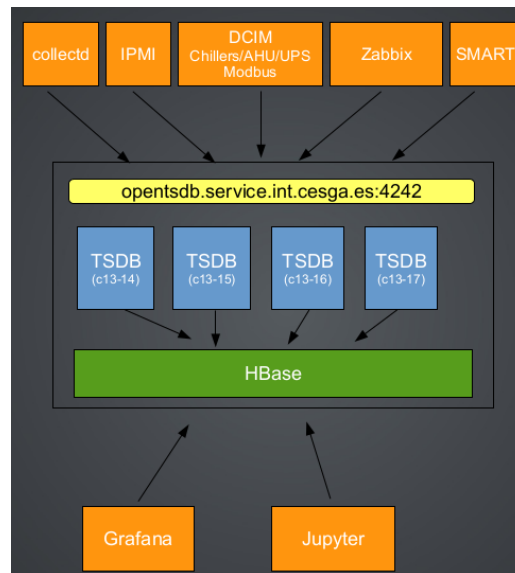 collectd
IPMI
DCIM
Chillers/AHU/UPS
Modbus
Zabbix
SMART
opentsdb.service.int.cesga.es:4242
TSDB
(c13-14)
TSDB
(c13-15)
TSDB
(c13-16)
TSDB
(c13-17)
HBase
Grafana
Jupyter